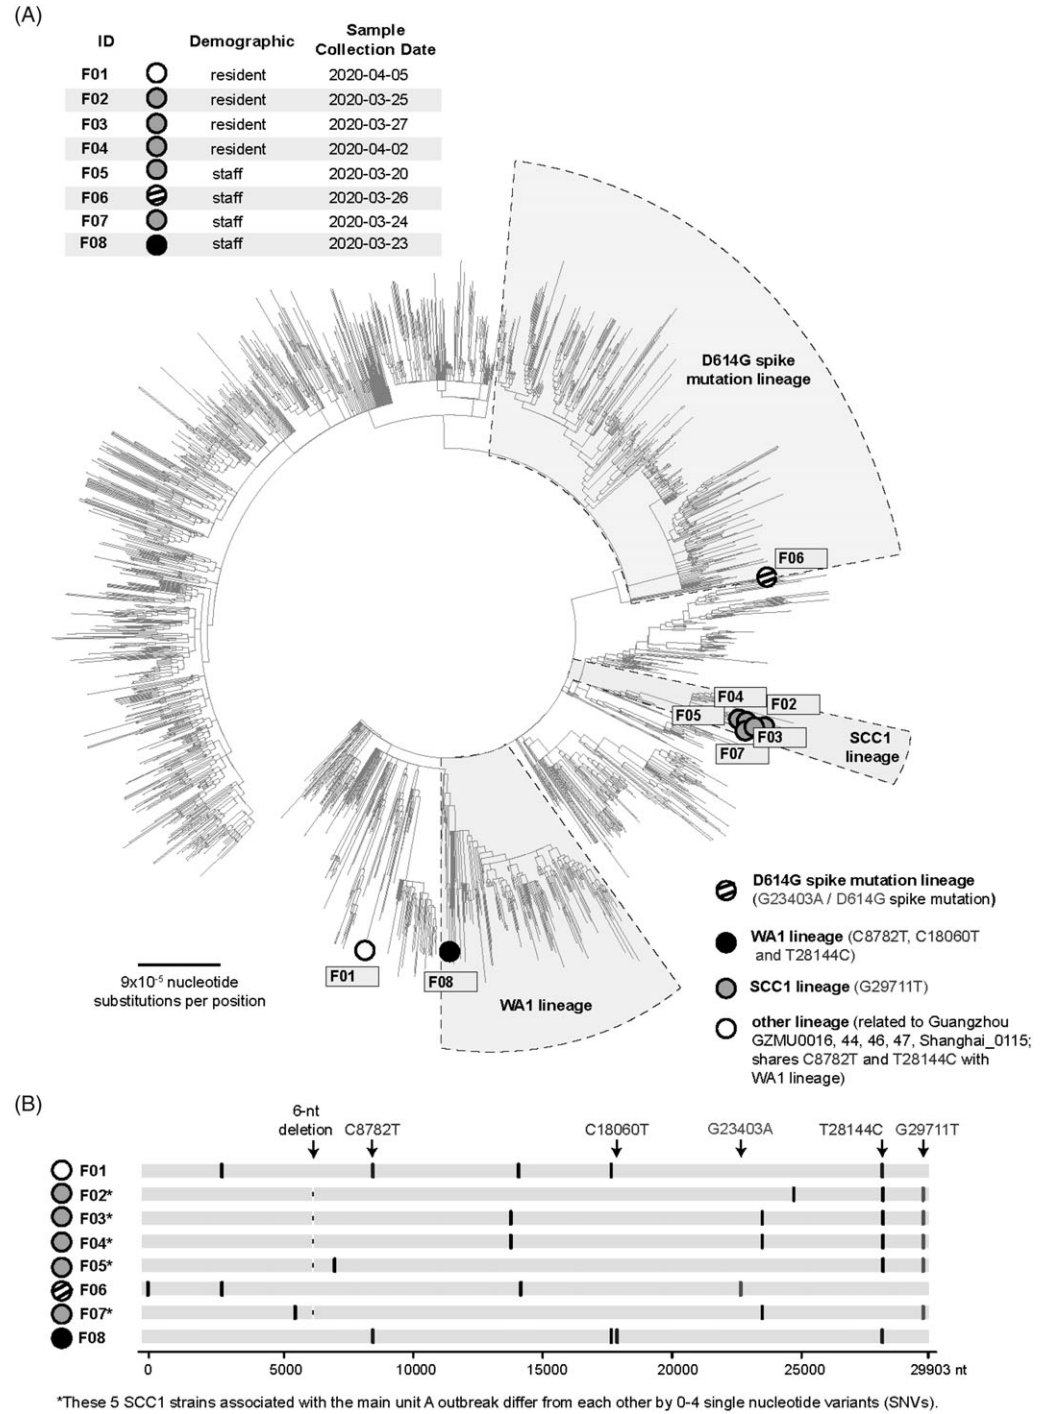 (A)
ID Demographic Sample Collection Date
F01 resident 2020-04-05
F02 resident 2020-03-25
F03 resident 2020-03-27
F04 resident 2020-04-02
F05 staff 2020-03-20
F06 staff 2020-03-26
F07 staff 2020-03-24
F08 staff 2020-03-23
D614G spike
mutation lineage
F06
F04
F02
F05
F03
F07
SCC1
lineage
F01
F08
WA1 lineage
9x10-5 nucleotide
substitutions per position
D614G spike mutation lineage
(G23403A / D614G spike mutation)
WA1 lineage (C8782T, C18060T
and T28144C)
SCC1 lineage (G29711T)
other lineage (related to Guangzhou
GZMU0016, 44, 46, 47, Shanghai_0115;
shares C8782T and T28144C with
WA1 lineage)
(B)
6-nt
deletion C8782T C18060T G23403A T28144C G29711T
F01
F02*
F03*
F04*
F05*
F06
F07*
F08
0 5000 10000 15000 20000 25000 29903 nt
*These 5 SCC1 strains associated with the main unit A outbreak differ from each other by 0-4 single nucleotide variants (SNVs).